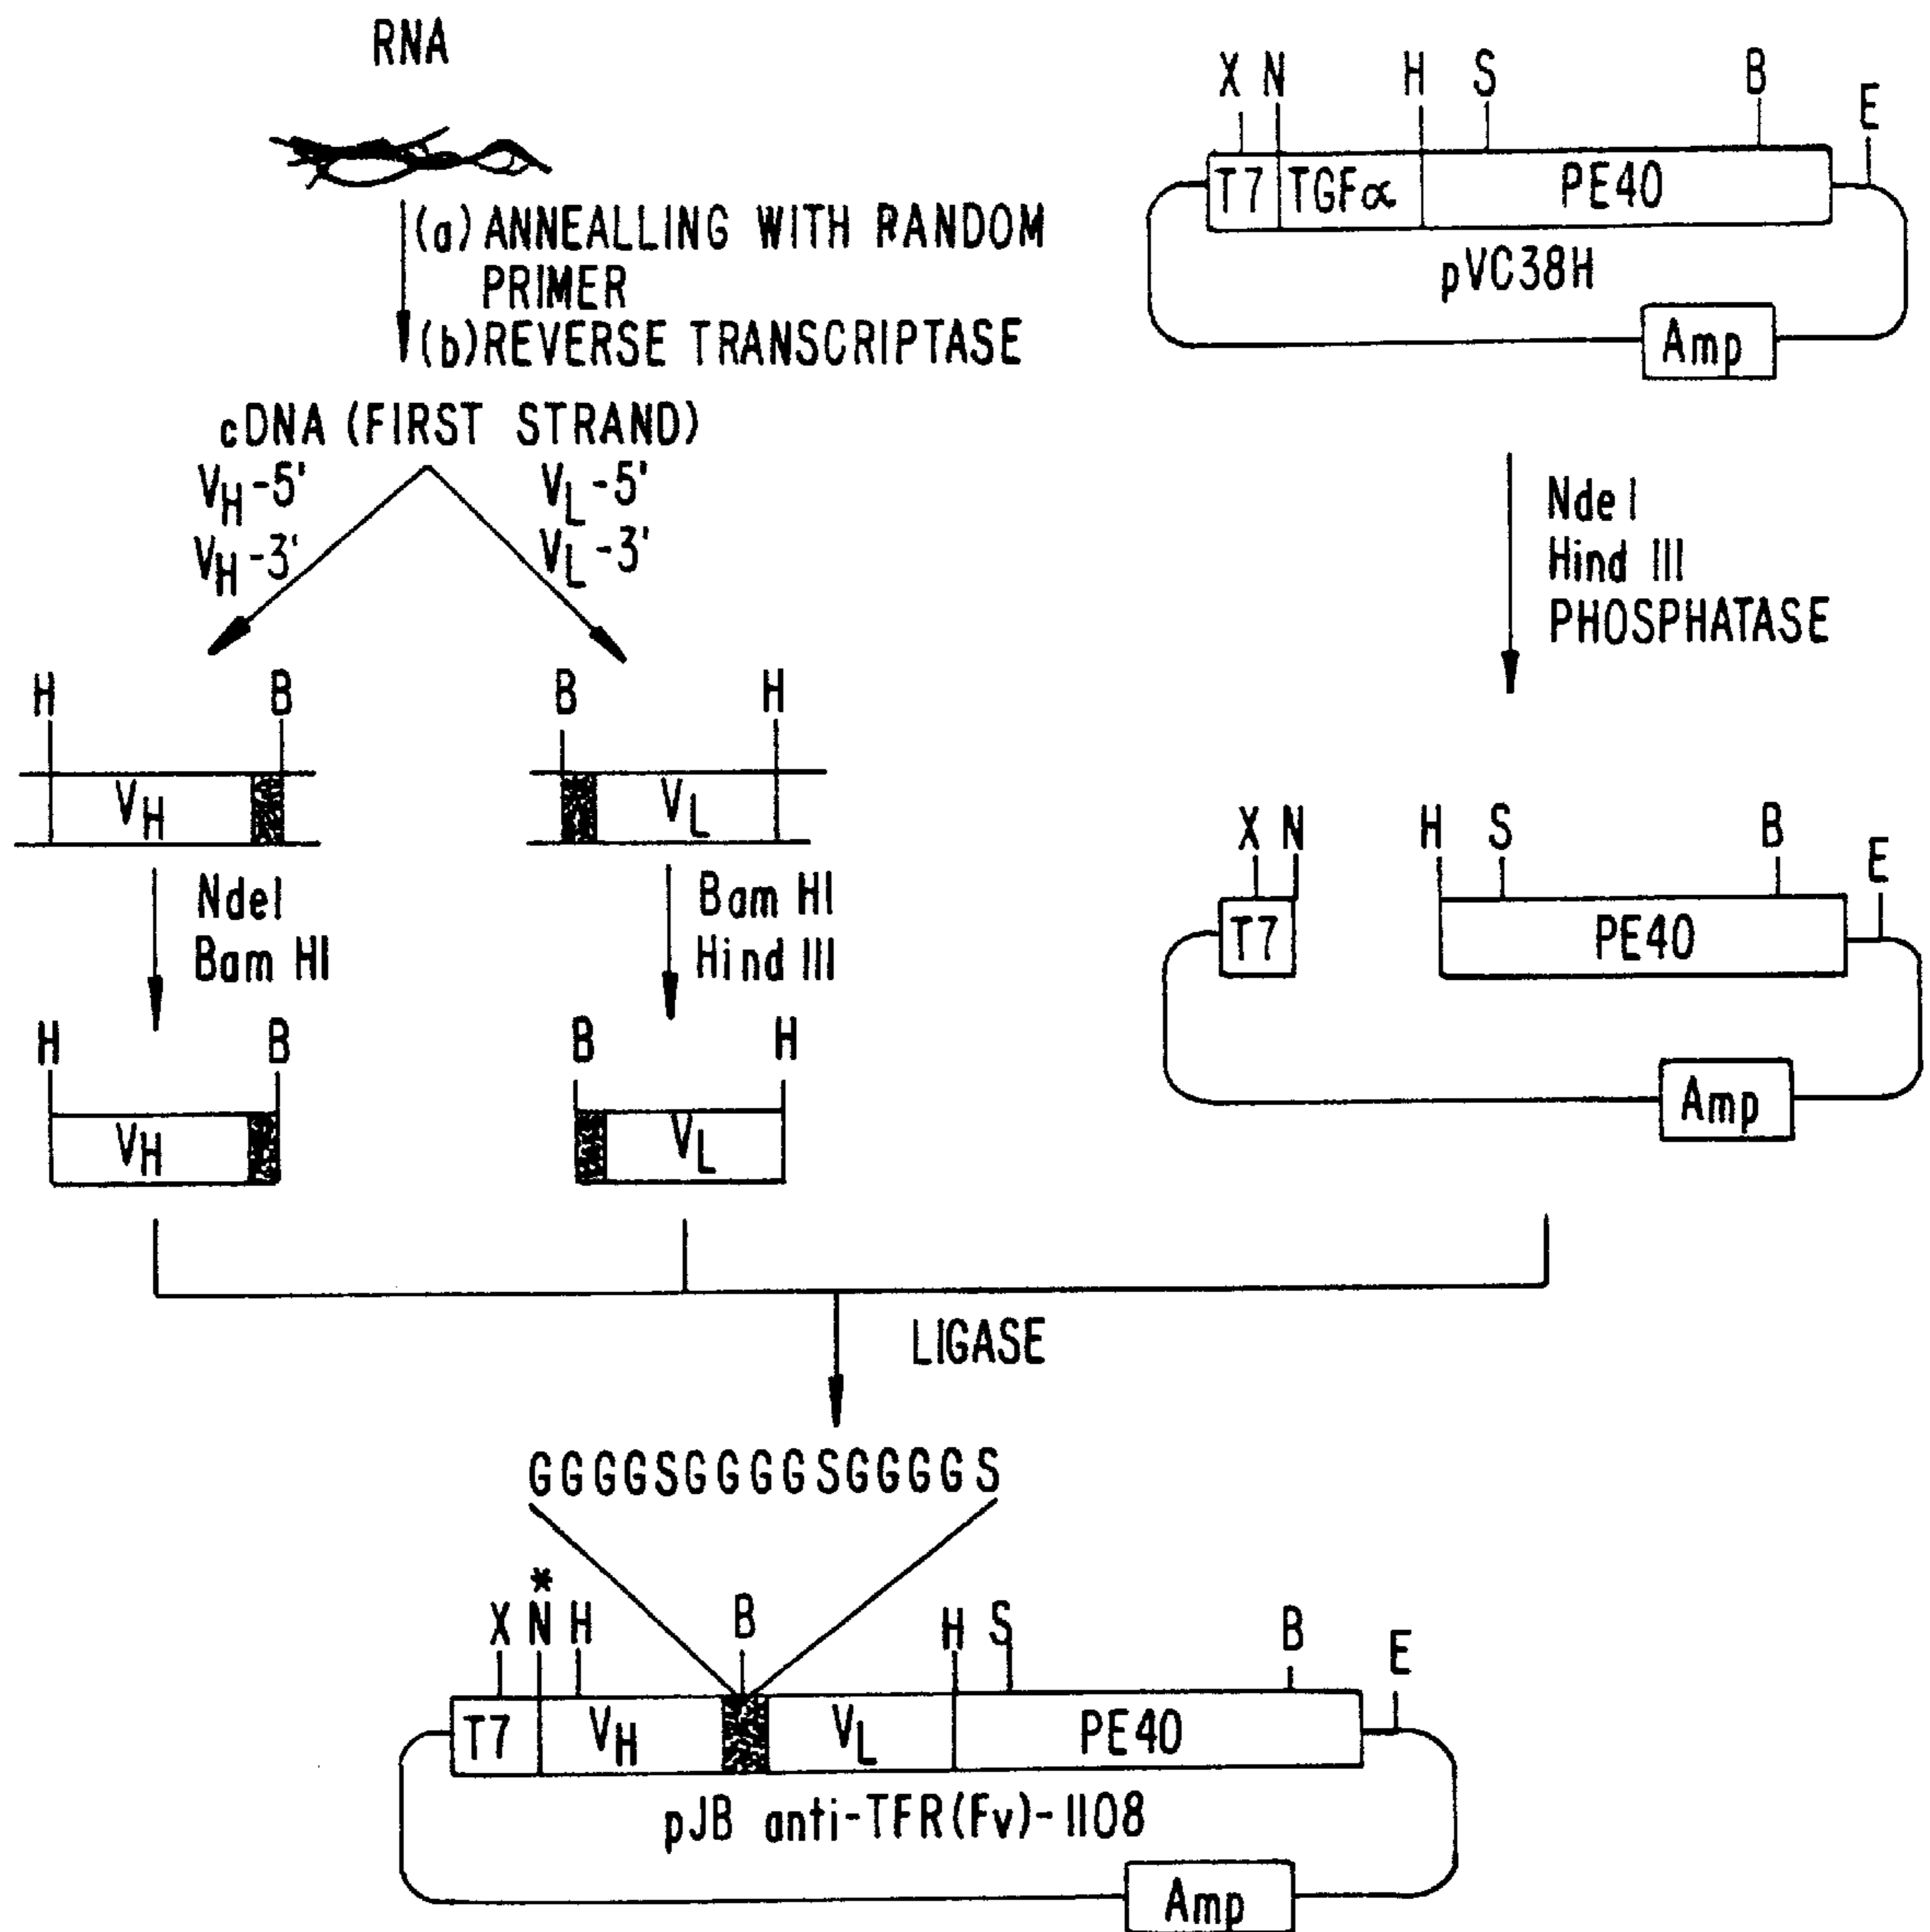 RNA
(a) ANNEALLING WITH RANDOM
PRIMER
(b) REVERSE TRANSCRIPTASE
cDNA (FIRST STRAND)
VH-5' VL-5'
VH-3' VL-3'
H B B H
VH VL
NdeI
Bam HI
Bam HI
Hind III
H B B H
VH VL
X N H S B E
T7 TGFα PE40
pVC38H
Amp
Nde I
Hind III
PHOSPHATASE
X N H S B E
T7 PE40
Amp
LIGASE
GGGGSGGGGSGGGGS
*
X N H B H S B E
T7 VH VL PE40
pJB anti-TFR(Fv)-1108
Amp